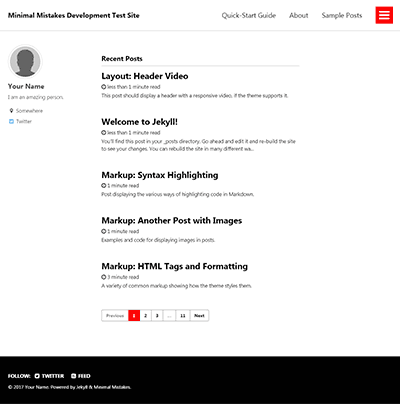 Minimal Mistakes Development Test Site
Quick-Start Guide
About
Sample Posts
Your Name
I am an amazing person.
Somewhere
Twitter
Recent Posts
Layout: Header Video
less than 1 minute read
This post should display a header with a responsive video, if the theme supports it.
Welcome to Jekyll!
less than 1 minute read
You'll find this post in your _posts directory. Go ahead and edit it and re-build the site
to see your changes. You can rebuild the site in many different wa...
Markup: Syntax Highlighting
1 minute read
Post displaying the various ways of highlighting code in Markdown.
Markup: Another Post with Images
1 minute read
Examples and code for displaying images in posts.
Markup: HTML Tags and Formatting
3 minute read
A variety of common markup showing how the theme styles them.
Previous 1 2 3 ... 11 Next
FOLLOW: TWITTER FEED
© 2017 Your Name. Powered by Jekyll & Minimal Mistakes.